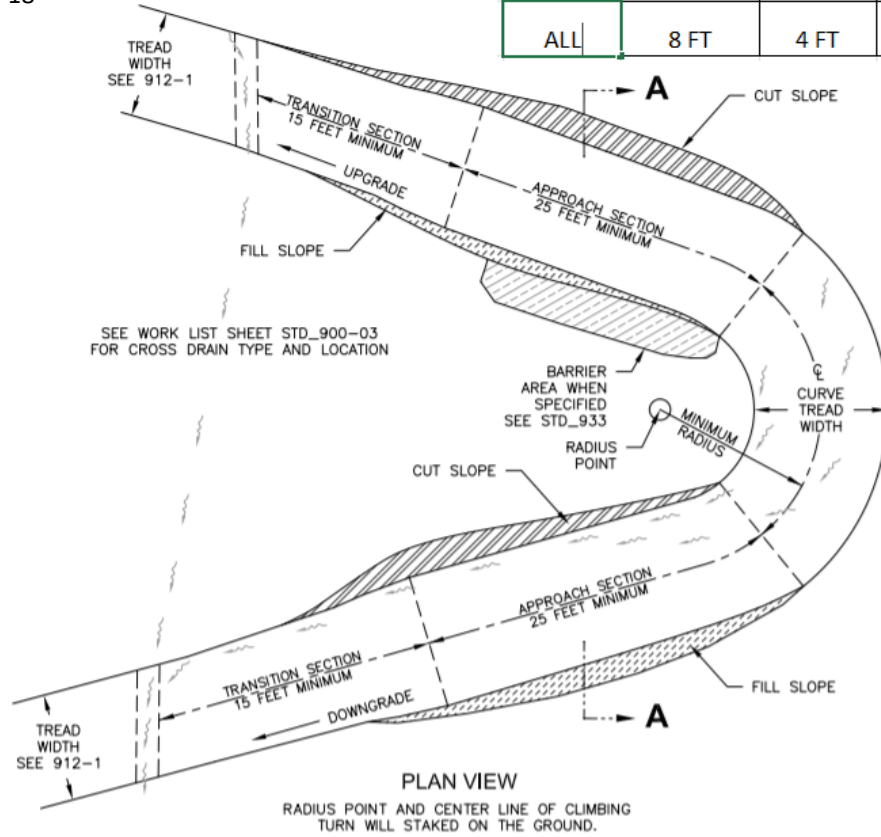 ALL 8 FT 4 FT
TREAD
WIDTH
SEE 912-1
TRANSITION SECTION
15 FEET MINIMUM
UPGRADE
FILL SLOPE
A
CUT SLOPE
APPROACH SECTION
25 FEET MINIMUM
SEE WORK LIST SHEET STD_900-03
FOR CROSS DRAIN TYPE AND LOCATION
BARRIER
AREA WHEN
SPECIFIED
SEE STD_933
RADIUS
POINT
MINIMUM
RADIUS
℄
CURVE
TREAD
WIDTH
CUT SLOPE
APPROACH SECTION
25 FEET MINIMUM
TRANSITION SECTION
15 FEET MINIMUM
DOWNGRADE
FILL SLOPE
A
TREAD
WIDTH
SEE 912-1
PLAN VIEW
RADIUS POINT AND CENTER LINE OF CLIMBING
TURN WILL STAKED ON THE GROUND.